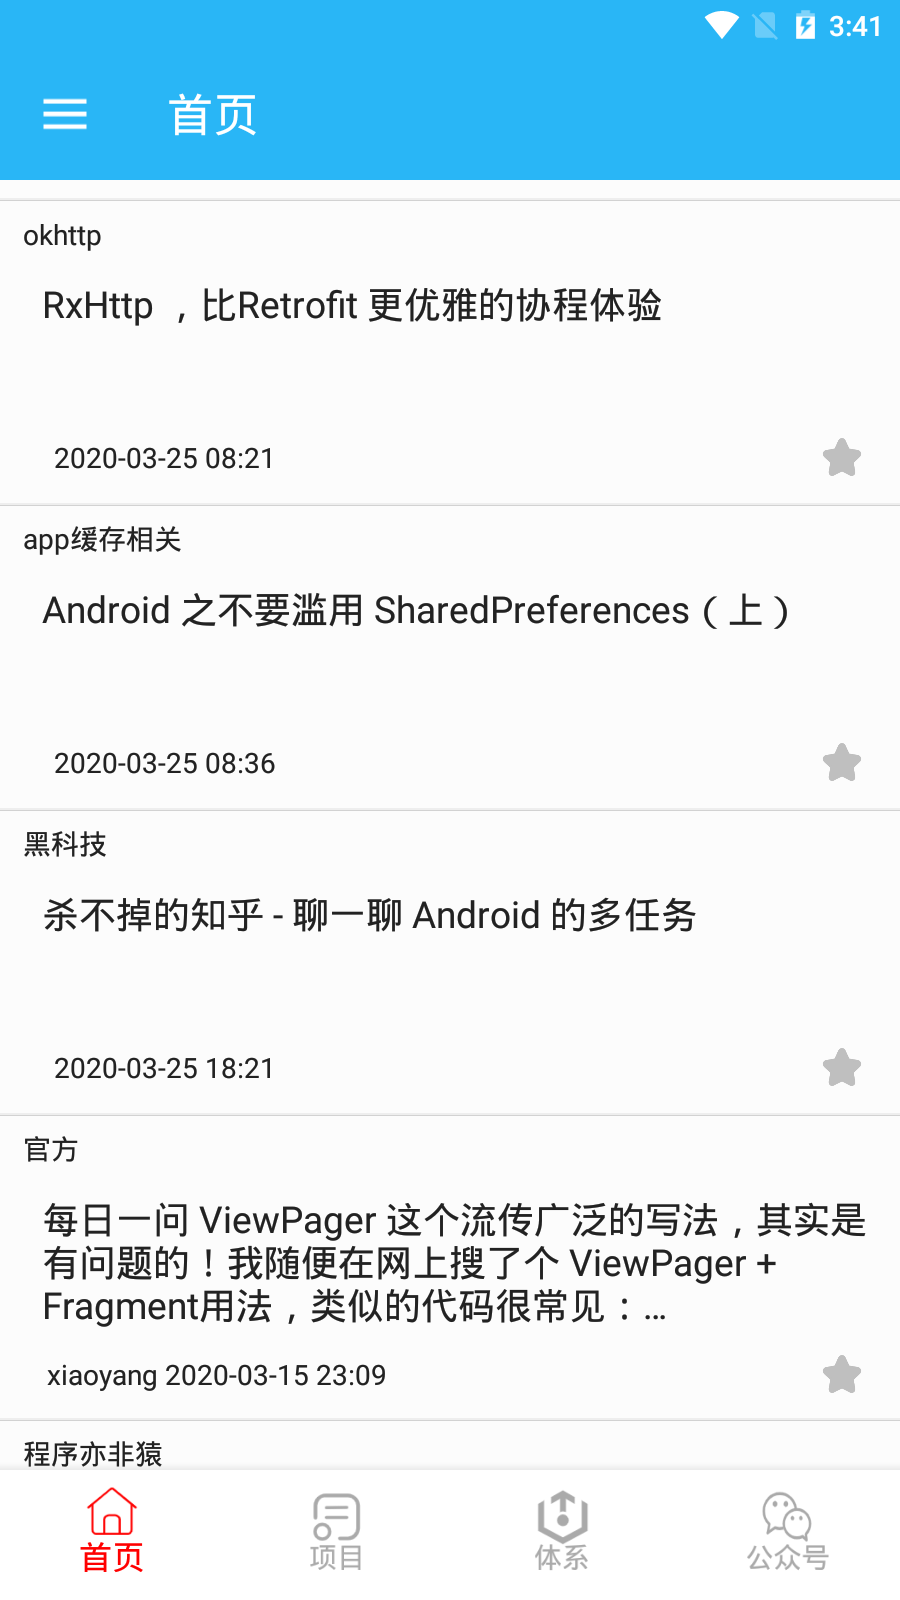 3:41
首页
okhttp
RxHttp ，比Retrofit 更优雅的协程体验
2020-03-25 08:21
app缓存相关
Android 之不要滥用 SharedPreferences（上）
2020-03-25 08:36
黑科技
杀不掉的知乎 - 聊一聊 Android 的多任务
2020-03-25 18:21
官方
每日一问 ViewPager 这个流传广泛的写法，其实是
有问题的！我随便在网上搜了个 ViewPager +
Fragment用法，类似的代码很常见：...
xiaoyang 2020-03-15 23:09
程序亦非猿
首页
项目
体系
公众号